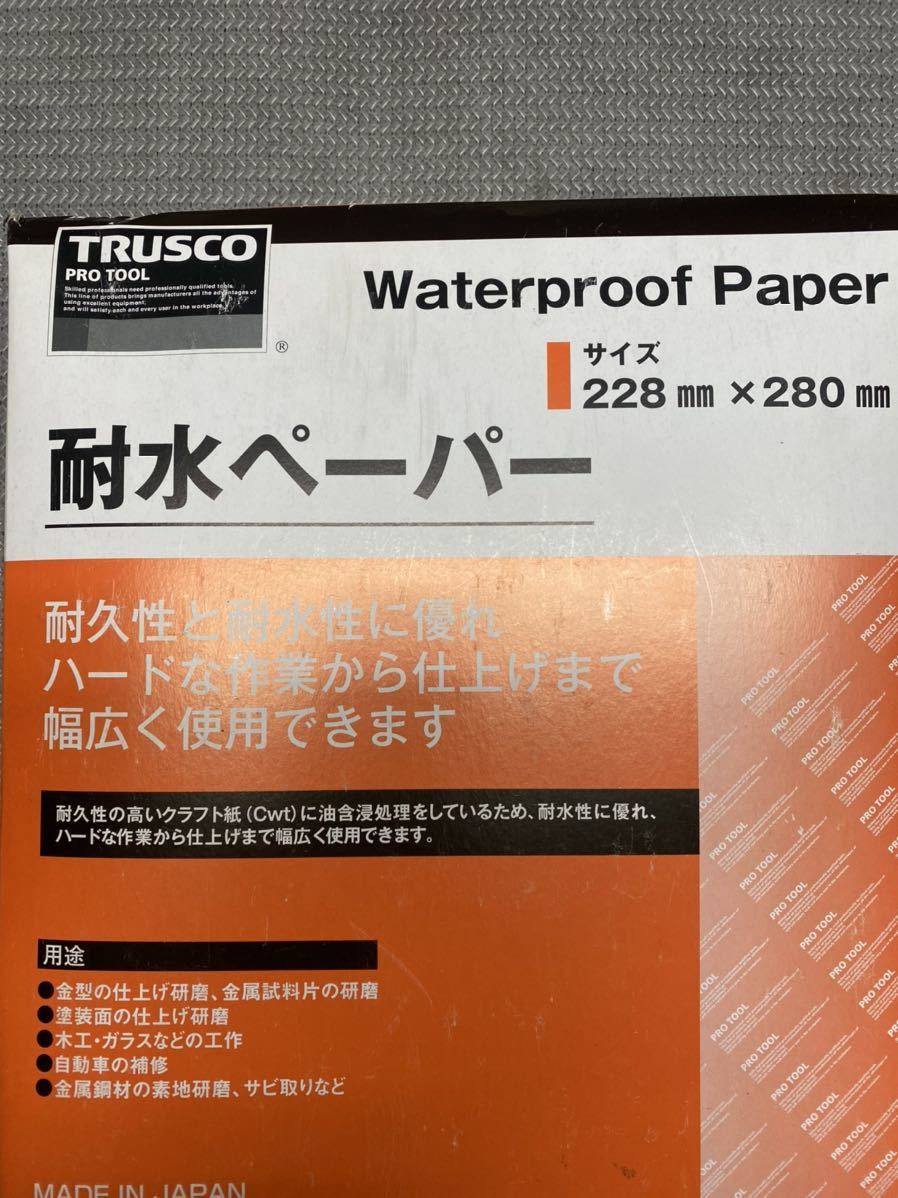 TRUSCO
PRO TOOL
Skilled professionals need professionally qualified tools.
This line of products brings manufacturers all the advantages of
using excellent equipment,
and will satisfy each and every user in the workplace.
®
Waterproof Paper
サイズ
228㎜×280㎜
耐水ペーパー
耐久性と耐水性に優れ
ハードな作業から仕上げまで
幅広く使用できます
耐久性の高いクラフト紙(Cwt)に油含浸処理をしているため、耐水性に優れ、
ハードな作業から仕上げまで幅広く使用できます。
用途
●金型の仕上げ研磨、金属試料片の研磨
●塗装面の仕上げ研磨
●木工・ガラスなどの工作
●自動車の補修
●金属鋼材の素地研磨、サビ取りなど
MADE IN JAPAN
PRO TOOL